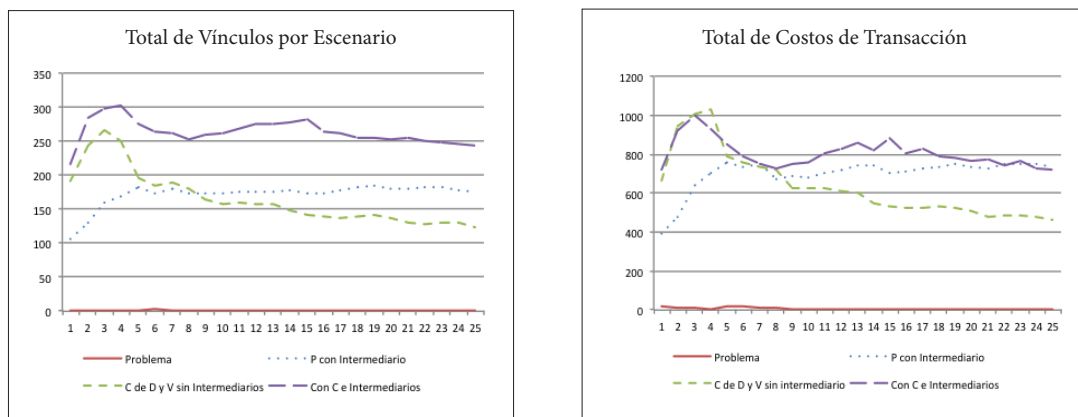 Total de Vínculos por Escenario
350
300
250
200
150
100
50
0
1 2 3 4 5 6 7 8 9 10 11 12 13 14 15 16 17 18 19 20 21 22 23 24 25
Problema
P con Intermediario
C de D y V sin Intermediarios
Con C e Intermediarios
Total de Costos de Transacción
1200
1000
800
600
400
200
0
1 2 3 4 5 6 7 8 9 10 11 12 13 14 15 16 17 18 19 20 21 22 23 24 25
Problema
P con Intermediario
C de D y V sin intermediario
Con C e Intermediarios